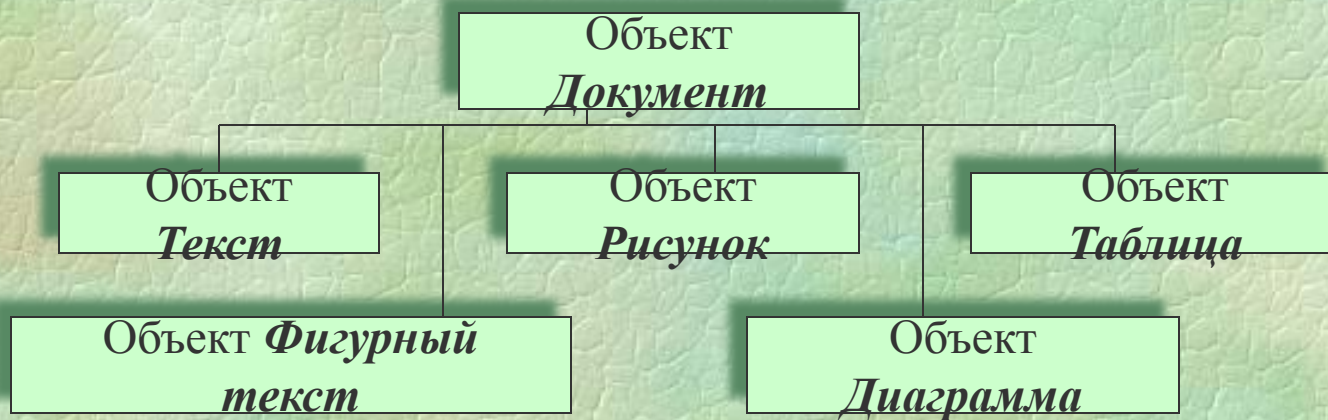 Объект
Документ
Объект
Текст
Объект
Рисунок
Объект
Таблица
Объект Фигурный
текст
Объект
Диаграмма